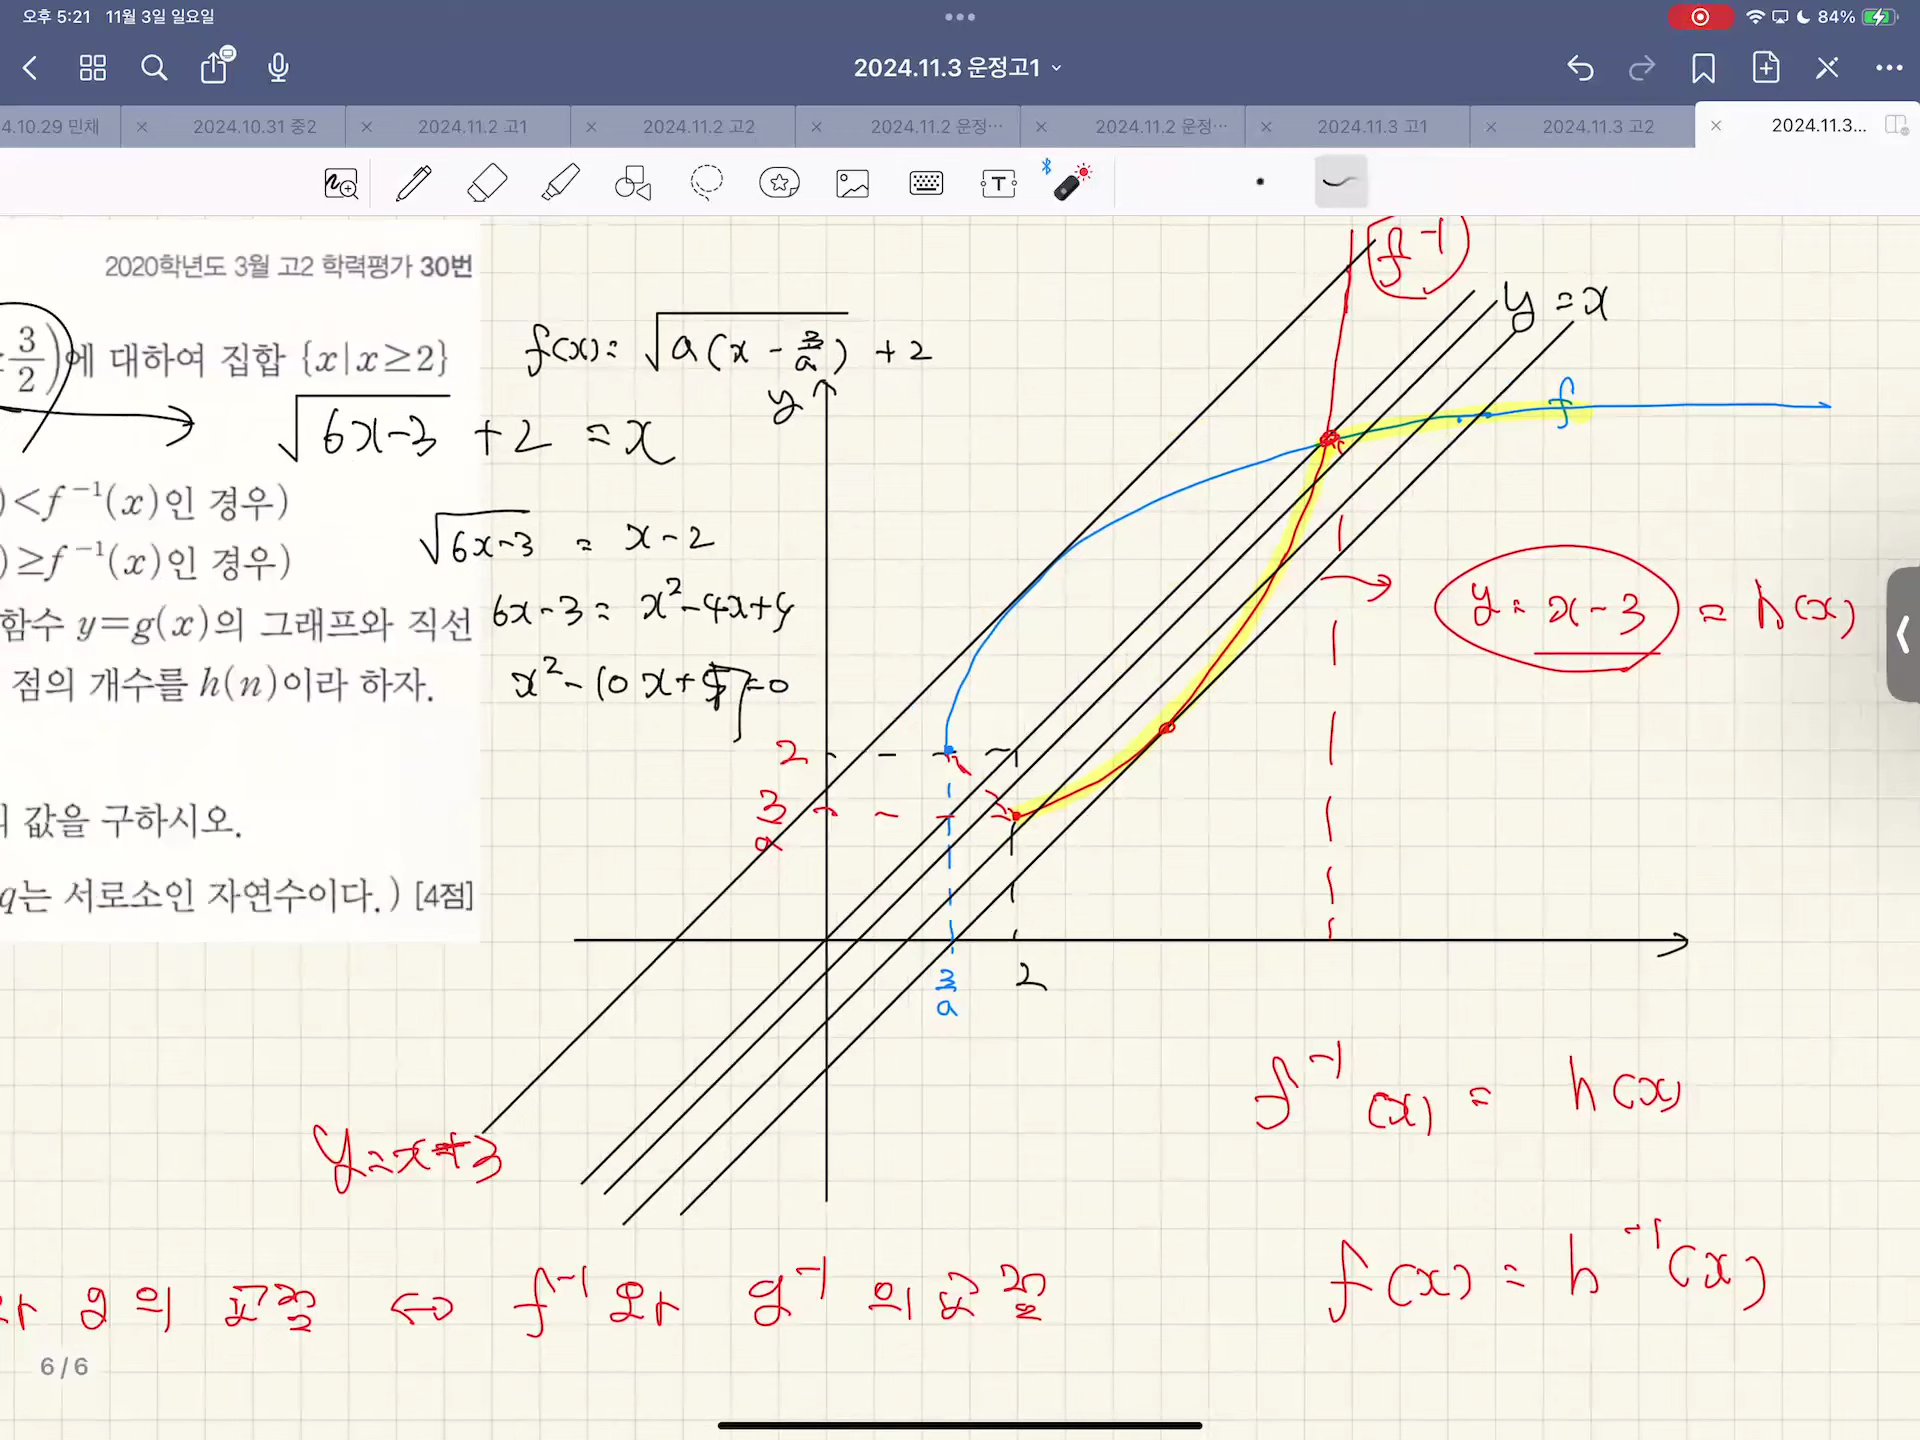 오후 5:21 11월 3일 일요일
84%
2024.11.3 운정고1
4.10.29 민채
2024.10.31 중2
2024.11.2 고1
2024.11.2 고2
2024.11.2 운정…
2024.11.2 운정…
2024.11.3 고1
2024.11.3 고2
2024.11.3...
2020학년도 3월 고2 학력평가 30번
3/2)에 대하여 집합 {x|x≥2}
)<f⁻¹(x)인 경우)
)≥f⁻¹(x)인 경우)
함수 y=g(x)의 그래프와 직선
점의 개수를 h(n)이라 하자.
값을 구하시오.
q는 서로소인 자연수이다.) [4점]
f(x)= √(a(x - 3/a)) + 2
√(6x-3) + 2 = x
√(6x-3) = x-2
6x-3 = x²-4x+4
x²-10x+7=0
y
f⁻¹
y=x
f
y = x-3 = h(x)
2
3/a
3/a
2
y=x+3
f⁻¹(x) = h(x)
f(x) = h⁻¹(x)
와 g의 교점 ↔ f⁻¹와 g⁻¹의 교점
6/6